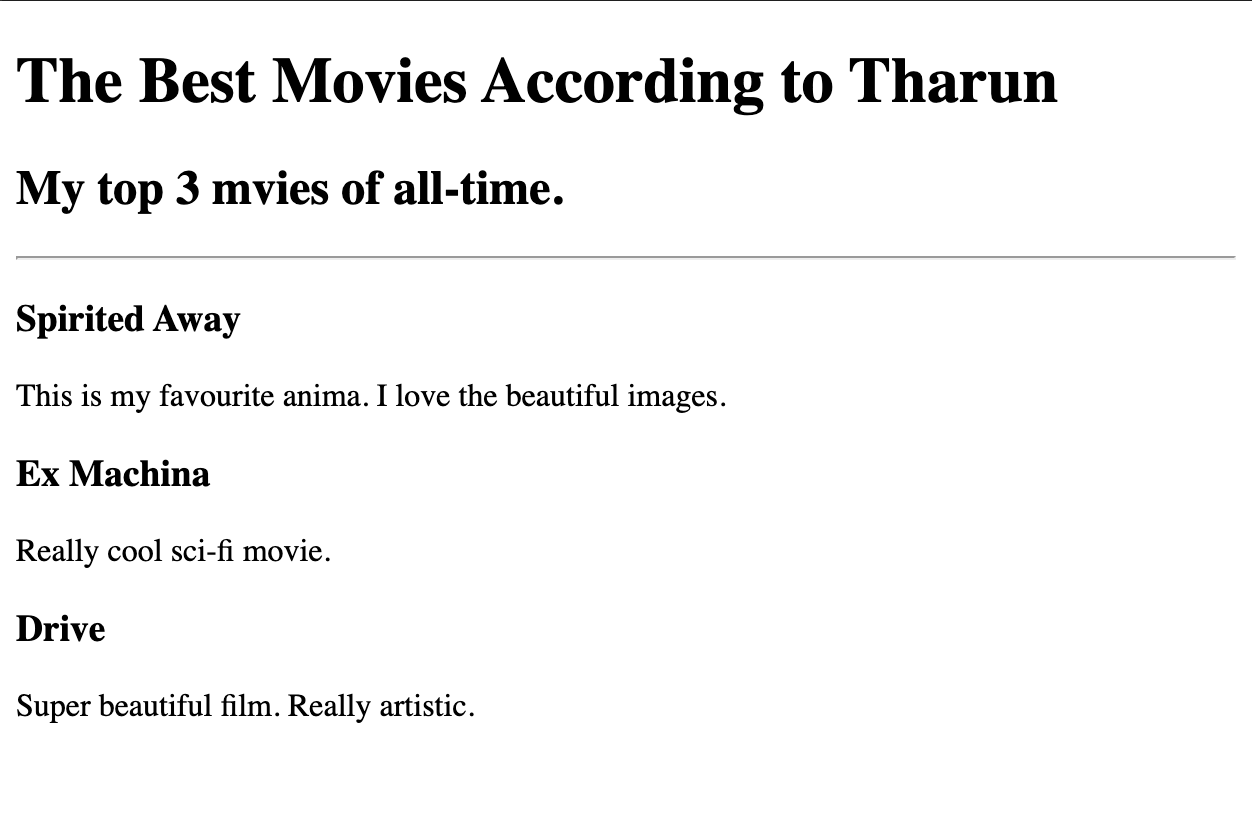 The Best Movies According to Tharun
My top 3 mvies of all-time.
Spirited Away
This is my favourite anima. I love the beautiful images.
Ex Machina
Really cool sci-fi movie.
Drive
Super beautiful film. Really artistic.